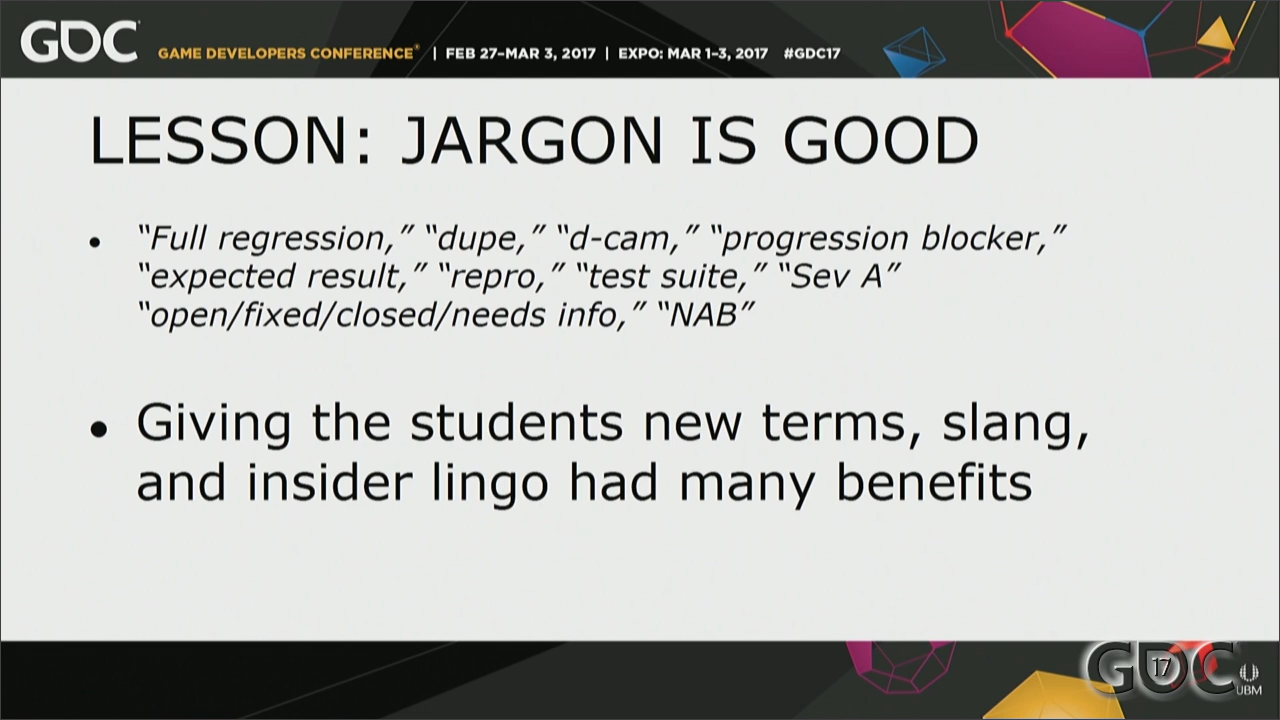 GDC GAME DEVELOPERS CONFERENCE® | FEB 27–MAR 3, 2017 | EXPO: MAR 1–3, 2017 #GDC17
LESSON: JARGON IS GOOD
• “Full regression,” “dupe,” “d-cam,” “progression blocker,”
“expected result,” “repro,” “test suite,” “Sev A”
“open/fixed/closed/needs info,” “NAB”
• Giving the students new terms, slang,
and insider lingo had many benefits
GDC 17
UBM